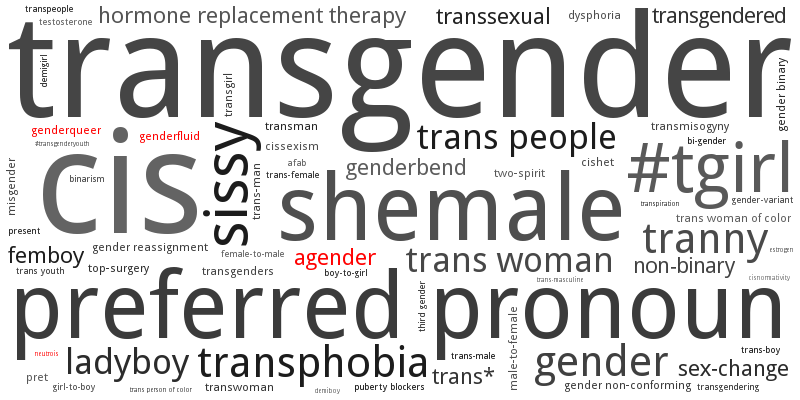 transpeople
testosterone
hormone replacement therapy
transsexual
dysphoria
transgendered
transgender
demigirl
transgirl
gender binary
genderqueer
genderfluid
#transgenderyouth
cis
sissy
transman
cissexism
trans people
transmisogyny
bi-gender
misgender
binarism
afab
trans-man
trans-female
genderbend
two-spirit
cishet
#tgirl
shemale
transpiration
gender-variant
trans woman of color
present
femboy
gender reassignment
female-to-male
agender
trans woman
tranny
estrogen
non-binary
trans youth
top-surgery
transgenders
boy-to-girl
trans-masculine
cisnormativity
preferred pronoun
third gender
male-to-female
neutrois
ladyboy
transphobia
trans-male
gender
trans-boy
sex-change
pret
girl-to-boy
trans person of color
transwoman
demiboy
puberty blockers
trans*
gender non-conforming
transgendering